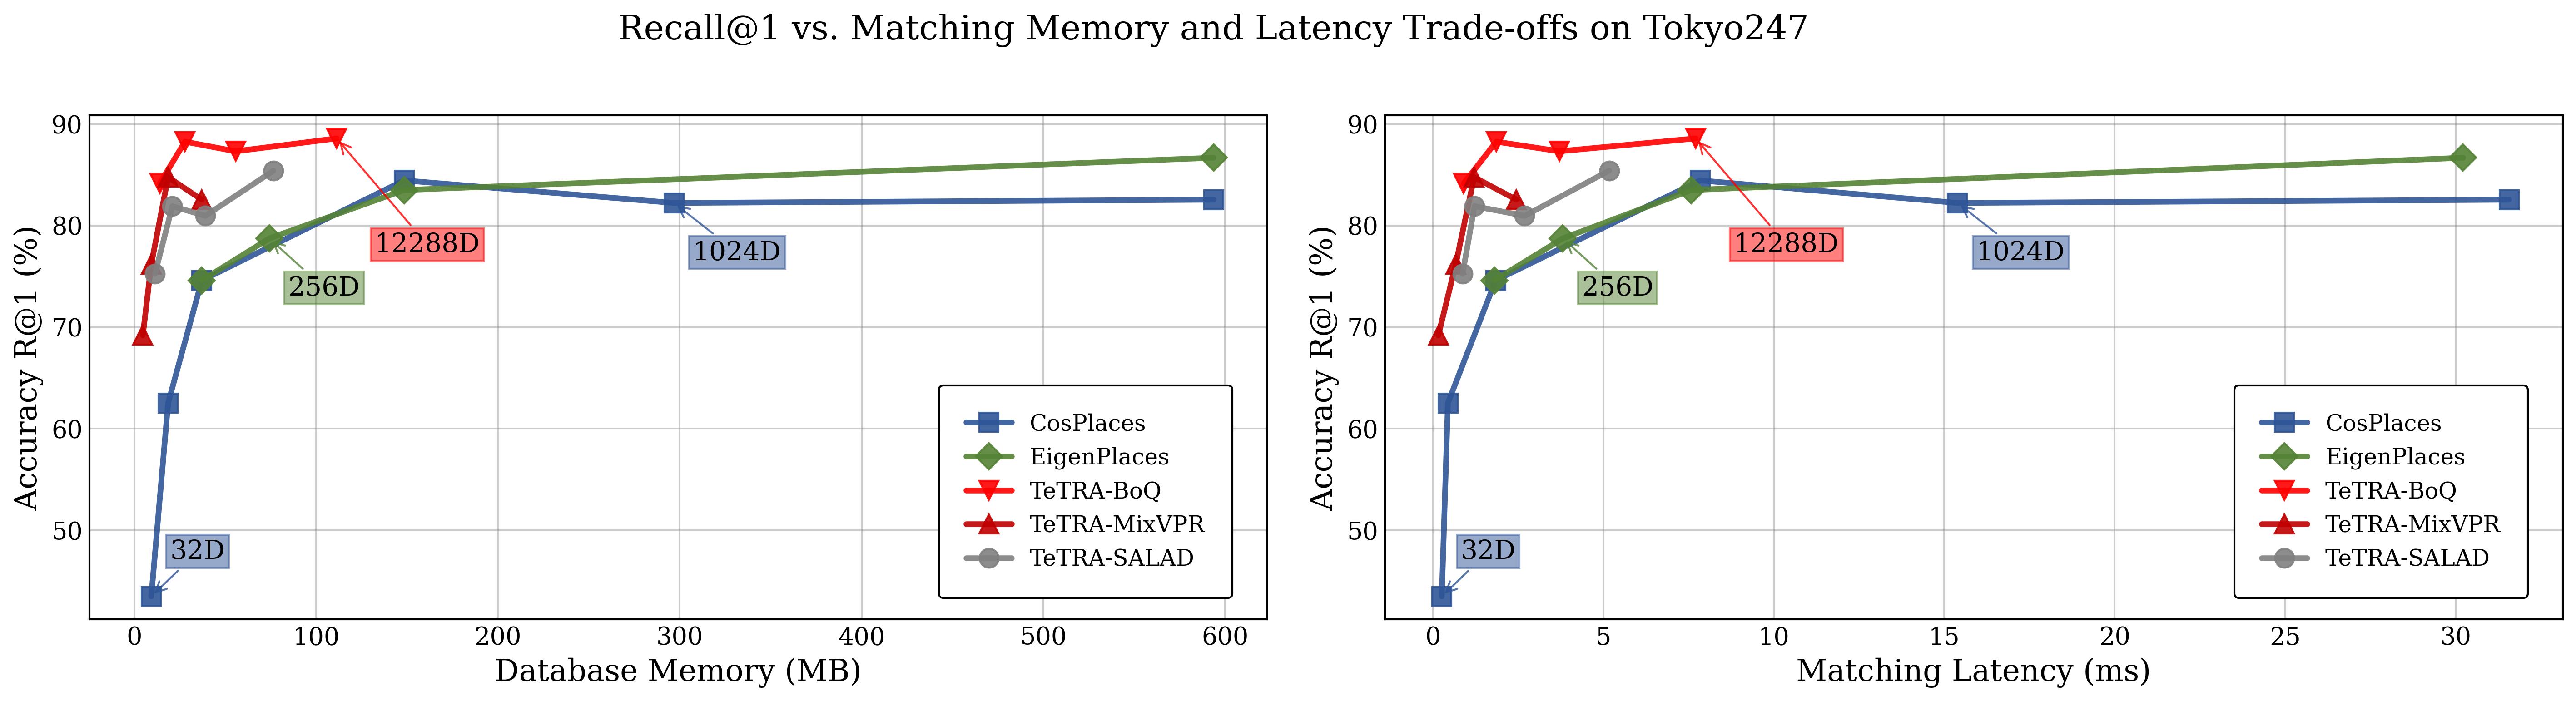 Recall@1 vs. Matching Memory and Latency Trade-offs on Tokyo247
Accuracy R@1 (%)
90
80
70
60
50
12288D
1024D
256D
32D
CosPlaces
EigenPlaces
TeTRA-BoQ
TeTRA-MixVPR
TeTRA-SALAD
0 100 200 300 400 500 600
Database Memory (MB)
Accuracy R@1 (%)
90
80
70
60
50
12288D
1024D
256D
32D
CosPlaces
EigenPlaces
TeTRA-BoQ
TeTRA-MixVPR
TeTRA-SALAD
0 5 10 15 20 25 30
Matching Latency (ms)